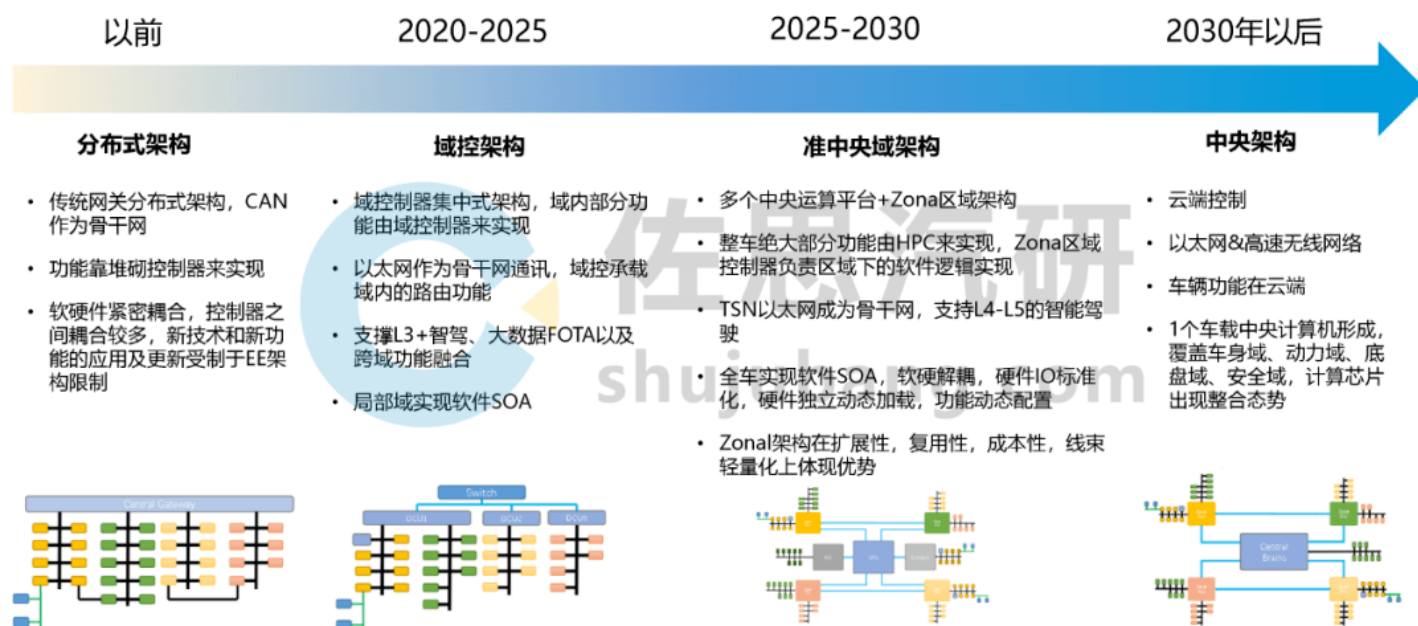 以前
2020-2025
2025-2030
2030年以后
分布式架构
• 传统网关分布式架构，CAN
作为骨干网
• 功能靠堆砌控制器来实现
• 软硬件紧密耦合，控制器之
间耦合较多，新技术和新功
能的应用及更新受制于EE架
构限制
域控架构
• 域控制器集中式架构，域内部分功
能由域控制器来实现
• 以太网作为骨干网通讯，域控承载
域内的路由功能
• 支撑L3+智驾、大数据FOTA以及
跨域功能融合
• 局部域实现软件SOA
准中央域架构
• 多个中央运算平台+Zona区域架构
• 整车绝大部分功能由HPC来实现，Zona区域
控制器负责区域下的软件逻辑实现
• TSN以太网成为骨干网，支持L4-L5的智能驾
驶
• 全车实现软件SOA，软硬解耦，硬件IO标准
化，硬件独立动态加载，功能动态配置
• Zonal架构在扩展性，复用性，成本性，线束
轻量化上体现优势
中央架构
• 云端控制
• 以太网&高速无线网络
• 车辆功能在云端
• 1个车载中央计算机形成，
覆盖车身域、动力域、底
盘域、安全域，计算芯片
出现整合态势
佐思汽研
Central Gateway
Switch
DCU1
DCU2
DCUn
Central
Brains